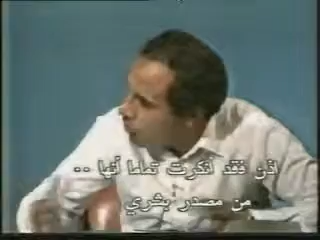 إذن فقد أنكرت تماما أنها --
من مصدر بشري